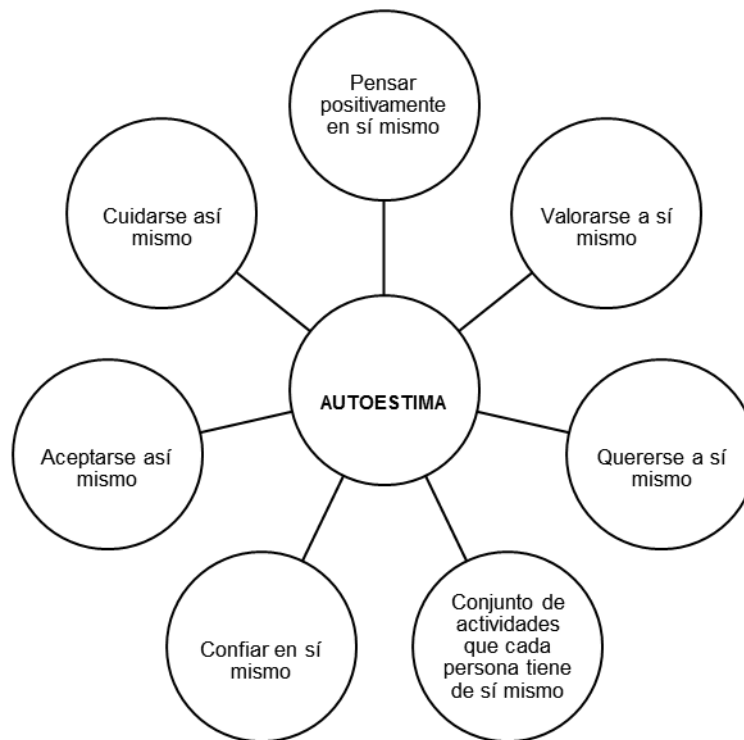 Pensar
positivamente
en sí mismo
Valorarse a sí
mismo
Quererse a sí
mismo
Conjunto de
actividades
que cada
persona tiene
de sí mismo
Confiar en sí
mismo
Aceptarse así
mismo
Cuidarse así
mismo
AUTOESTIMA